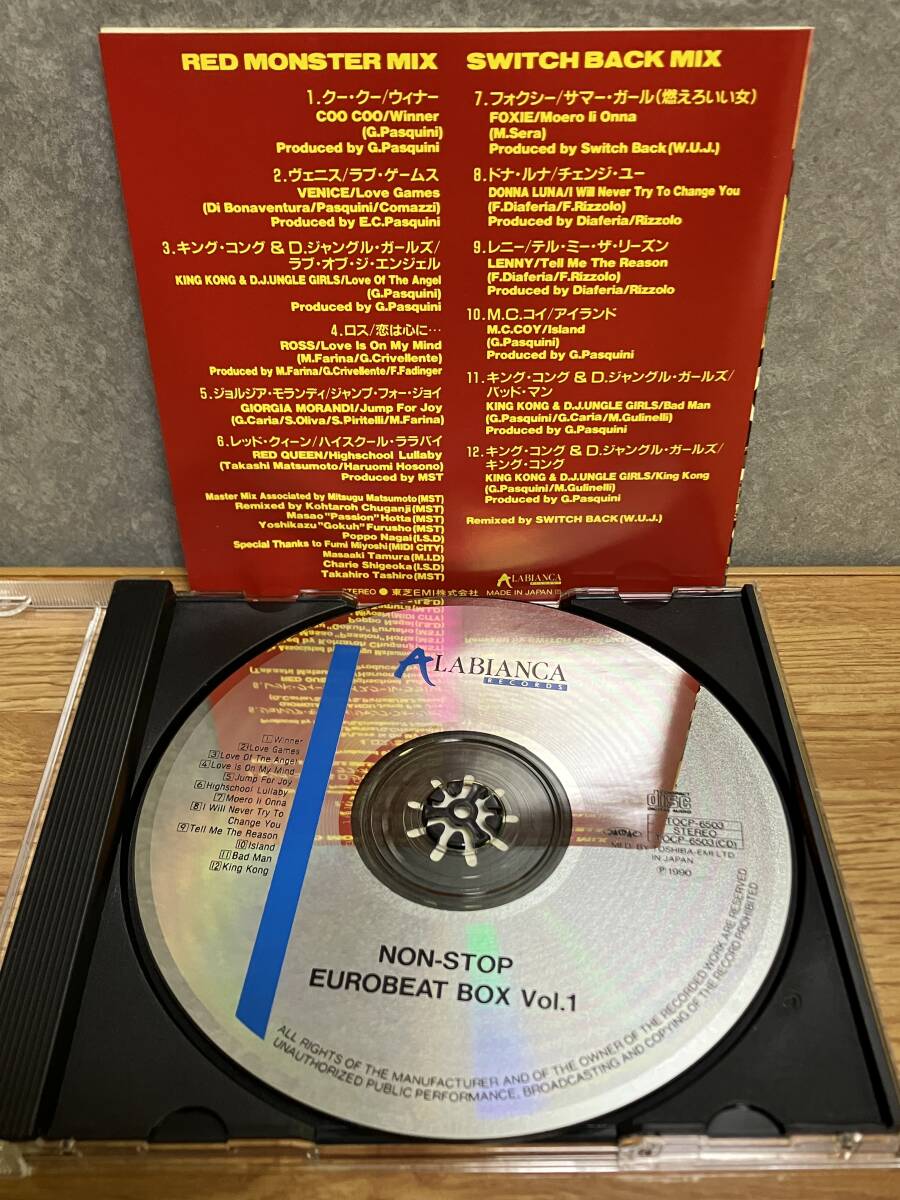 RED MONSTER MIX
1.クー・クー/ウィナー
COO COO/Winner
(G.Pasquini)
Produced by G.Pasquini
2.ヴェニス/ラブ・ゲームス
VENICE/Love Games
(Di Bonaventura/Pasquini/Comazzi)
Produced by E.C.Pasquini
3.キング・コング & D.ジャングル・ガールズ/
ラブ・オブ・ジ・エンジェル
KING KONG & D.J.UNGLE GIRLS/Love Of The Angel
(G.Pasquini)
Produced by G.Pasquini
4.ロス/恋は心に…
ROSS/Love Is On My Mind
(M.Farina/G.Crivellente)
Produced by M.Farina/G.Crivellente/F.Fadinger
5.ジョルジア・モランディ/ジャンプ・フォー・ジョイ
GIORGIA MORANDI/Jump For Joy
(G.Caria/S.Oliva/S.Piritelli/M.Farina)
6.レッド・クィーン/ハイスクール・ララバイ
RED QUEEN/Highschool Lullaby
(Takashi Matsumoto/Haruomi Hosono)
Produced by MST
Master Mix Associated by Mitsugu Matsumoto(MST)
Remixed by Kohtaroh Chuganji(MST)
Masao"Passion"Hotta(MST)
Yoshikazu"Gokuh"Furusho(MST)
Poppo Nagai(I.S.D)
Special Thanks to Fumi Miyoshi(MIDI CITY)
Masaaki Tamura(M.I.D)
Charie Shigeoka(I.S.D)
Takahiro Tashiro(MST)
SWITCH BACK MIX
7.フォクシー/サマー・ガール(燃えろいい女)
FOXIE/Moero Ii Onna
(M.Sera)
Produced by Switch Back(W.U.J.)
8.ドナ・ルナ/チェンジ・ユー
DONNA LUNA/I Will Never Try To Change You
(F.Diaferia/F.Rizzolo)
Produced by Diaferia/Rizzolo
9.レニー/テル・ミー・ザ・リーズン
LENNY/Tell Me The Reason
(F.Diaferia/F.Rizzolo)
Produced by Diaferia/Rizzolo
10.M.C.コイ/アイランド
M.C.COY/Island
(G.Pasquini)
Produced by G.Pasquini
11.キング・コング & D.ジャングル・ガールズ/
バッド・マン
KING KONG & D.J.UNGLE GIRLS/Bad Man
(G.Pasquini/G.Caria/M.Gulinelli)
Produced by G.Pasquini
12.キング・コング & D.ジャングル・ガールズ/
キング・コング
KING KONG & D.J.UNGLE GIRLS/King Kong
(G.Pasquini/M.Gulinelli)
Produced by G.Pasquini
Remixed by SWITCH BACK(W.U.J.)
ALABIANCA
STEREO ● 東芝EMI株式会社 MADE IN JAPAN
ALABIANCA
RECORDS
1 Winner
2 Love Games
3 Love Of The Angel
4 Love Is On My Mind
5 Jump For Joy
6 Highschool Lullaby
7 Moero Ii Onna
8 I Will Never Try To
Change You
9 Tell Me The Reason
10 Island
11 Bad Man
12 King Kong
disc
TOCP-6503
STEREO
TOCP-6503(CD)
MFD. BY TOSHIBA-EMI LTD.
IN JAPAN
℗ 1990
NON-STOP
EUROBEAT BOX Vol.1
ALL RIGHTS OF THE MANUFACTURER AND OF THE OWNER OF THE RECORDED WORK ARE RESERVED
UNAUTHORIZED PUBLIC PERFORMANCE, BROADCASTING AND COPYING OF THE RECORD PROHIBITED